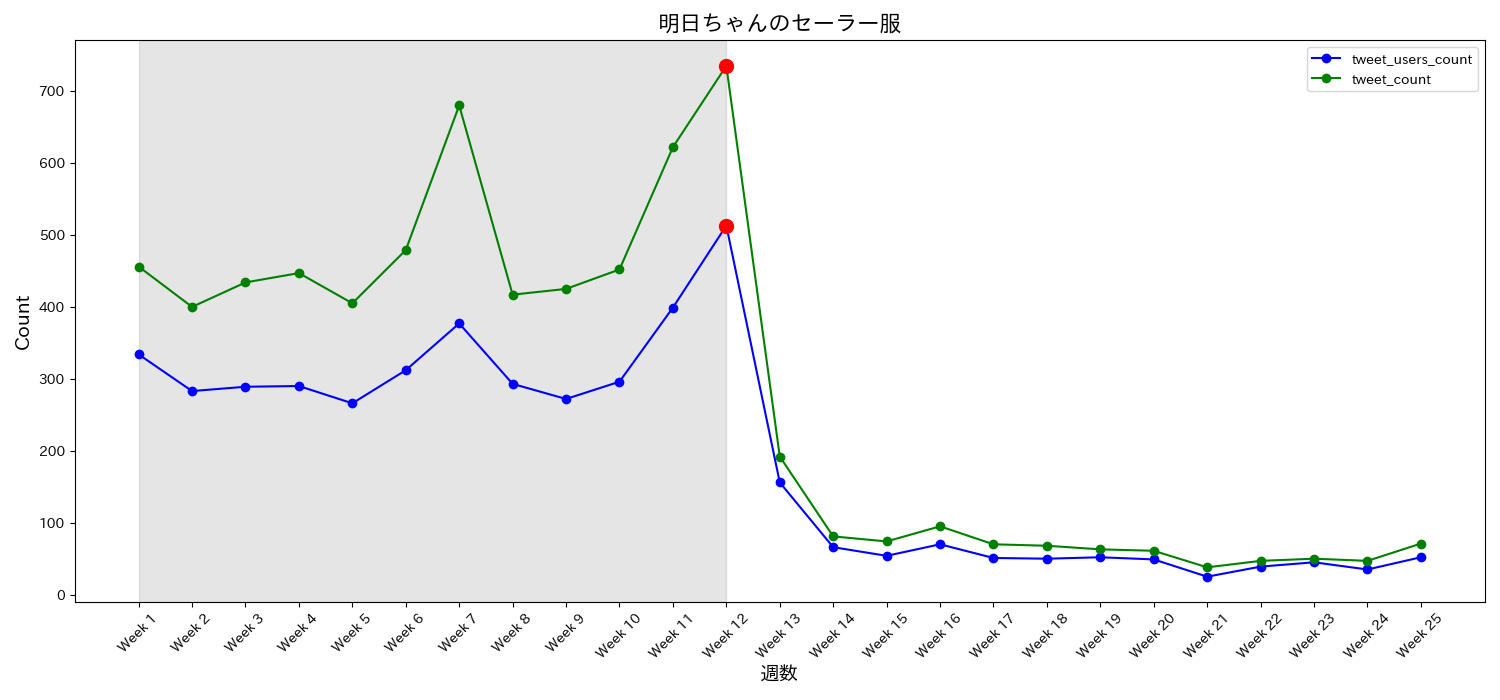 明日ちゃんのセーラー服
tweet_users_count
tweet_count
700
600
500
400
300
200
100
0
Count
Week 1
Week 2
Week 3
Week 4
Week 5
Week 6
Week 7
Week 8
Week 9
Week 10
Week 11
Week 12
Week 13
Week 14
Week 15
Week 16
Week 17
Week 18
Week 19
Week 20
Week 21
Week 22
Week 23
Week 24
Week 25
週数